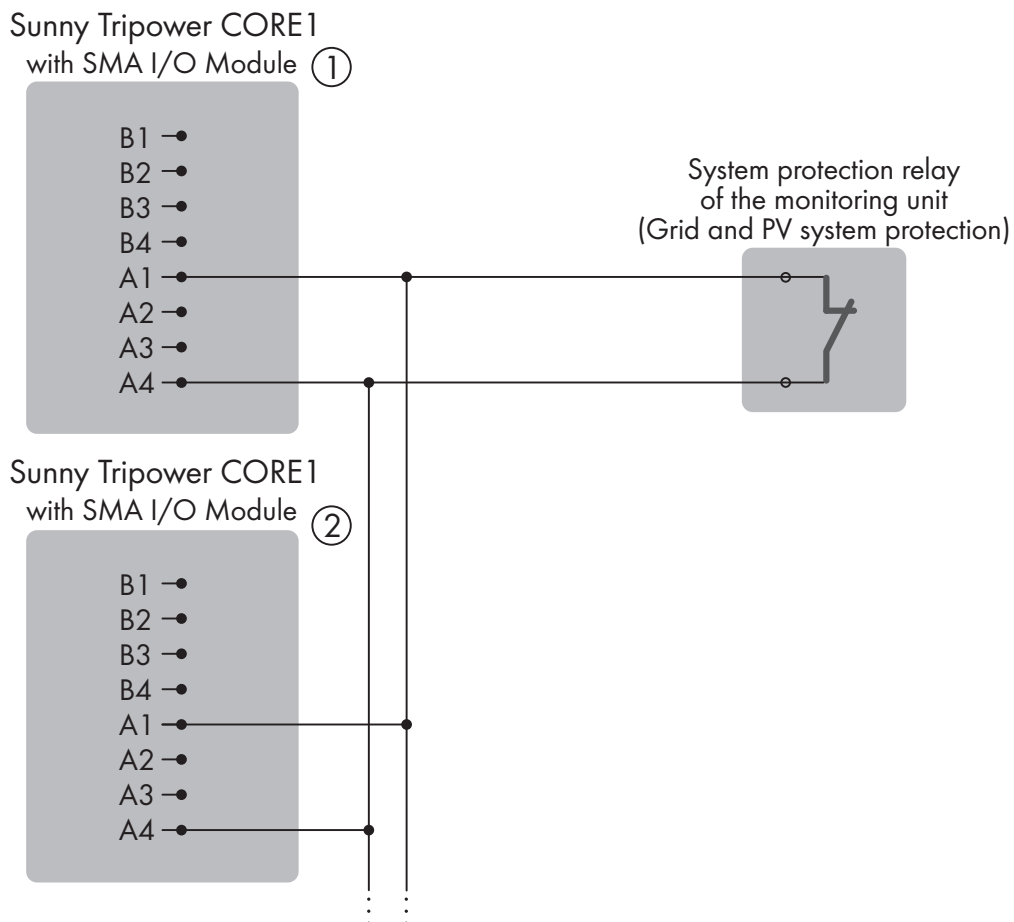 Sunny Tripower CORE1
with SMA I/O Module ①
B1
B2
B3
B4
A1
A2
A3
A4
System protection relay
of the monitoring unit
(Grid and PV system protection)
Sunny Tripower CORE1
with SMA I/O Module ②
B1
B2
B3
B4
A1
A2
A3
A4